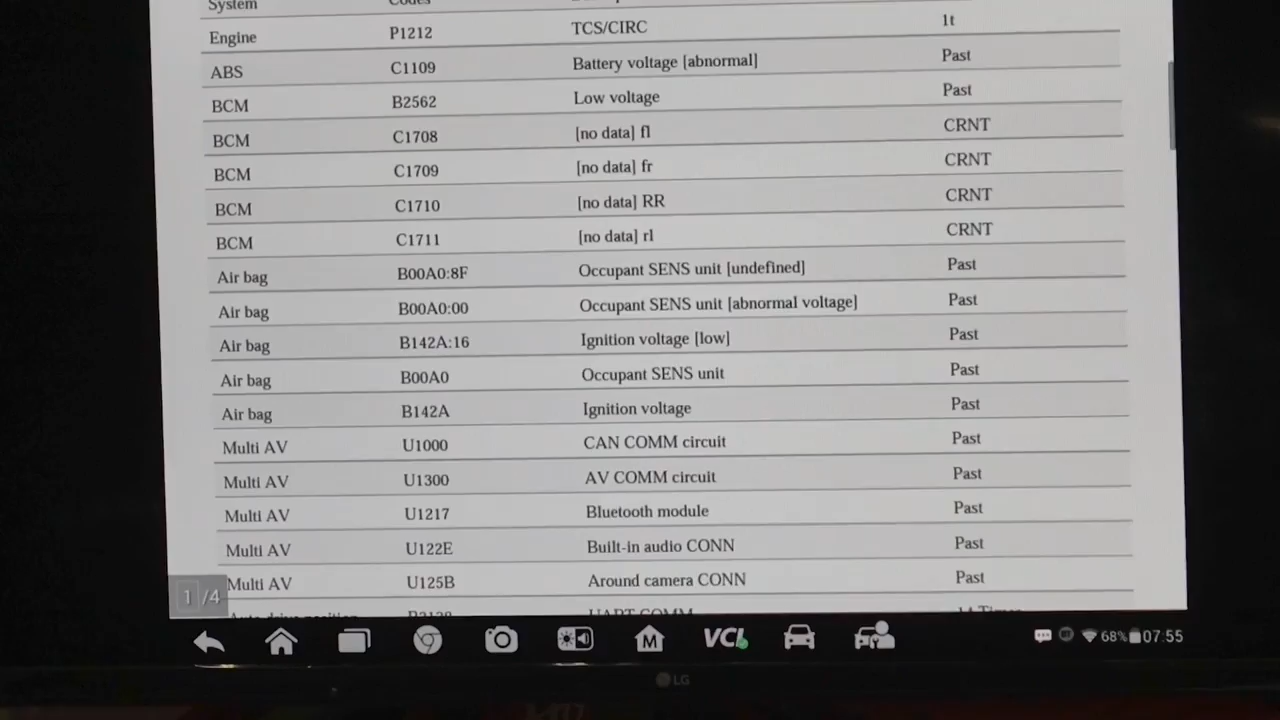 System Codes
Engine P1212 TCS/CIRC 1t
ABS C1109 Battery voltage [abnormal] Past
BCM B2562 Low voltage Past
BCM C1708 [no data] fl CRNT
BCM C1709 [no data] fr CRNT
BCM C1710 [no data] RR CRNT
BCM C1711 [no data] rl CRNT
Air bag B00A0:8F Occupant SENS unit [undefined] Past
Air bag B00A0:00 Occupant SENS unit [abnormal voltage] Past
Air bag B142A:16 Ignition voltage [low] Past
Air bag B00A0 Occupant SENS unit Past
Air bag B142A Ignition voltage Past
Multi AV U1000 CAN COMM circuit Past
Multi AV U1300 AV COMM circuit Past
Multi AV U1217 Bluetooth module Past
Multi AV U122E Built-in audio CONN Past
Multi AV U125B Around camera CONN Past
1 /4
UART COMM
M VCI 68% 07:55
LG